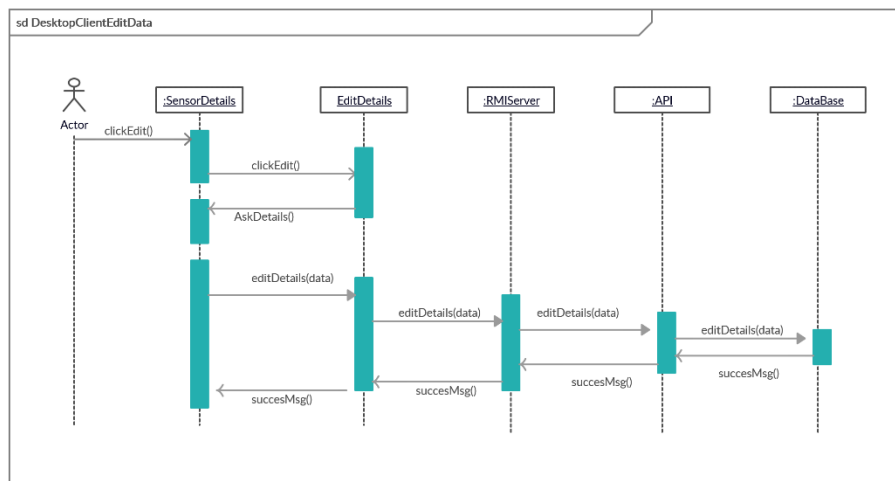 sd DesktopClientEditData
:SensorDetails
EditDetails
:RMIServer
:API
:DataBase
Actor
clickEdit()
clickEdit()
AskDetails()
editDetails(data)
editDetails(data)
editDetails(data)
editDetails(data)
succesMsg()
succesMsg()
succesMsg()
succesMsg()